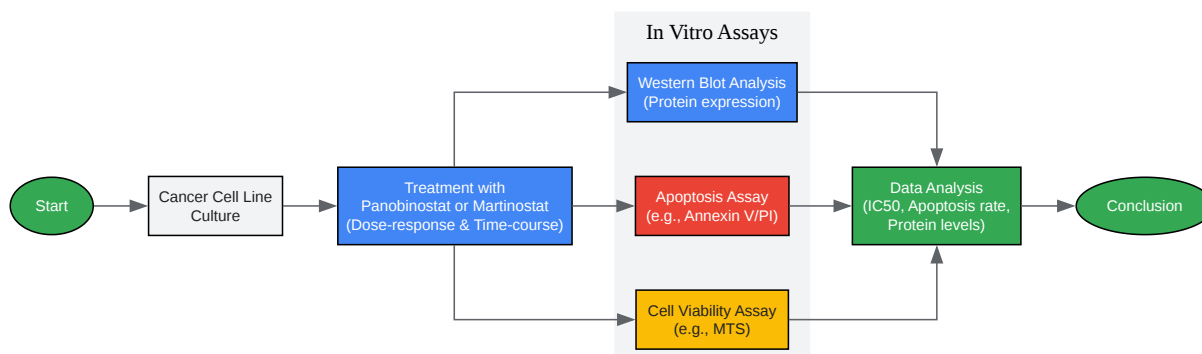 In Vitro Assays
Western Blot Analysis
(Protein expression)
Start
Cancer Cell Line
Culture
Treatment with
Panobinostat or Martinostat
(Dose-response & Time-course)
Apoptosis Assay
(e.g., Annexin V/PI)
Data Analysis
(IC50, Apoptosis rate,
Protein levels)
Conclusion
Cell Viability Assay
(e.g., MTS)